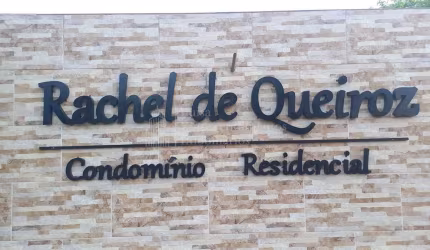 Rachel de Queiroz
Condomínio Residencial